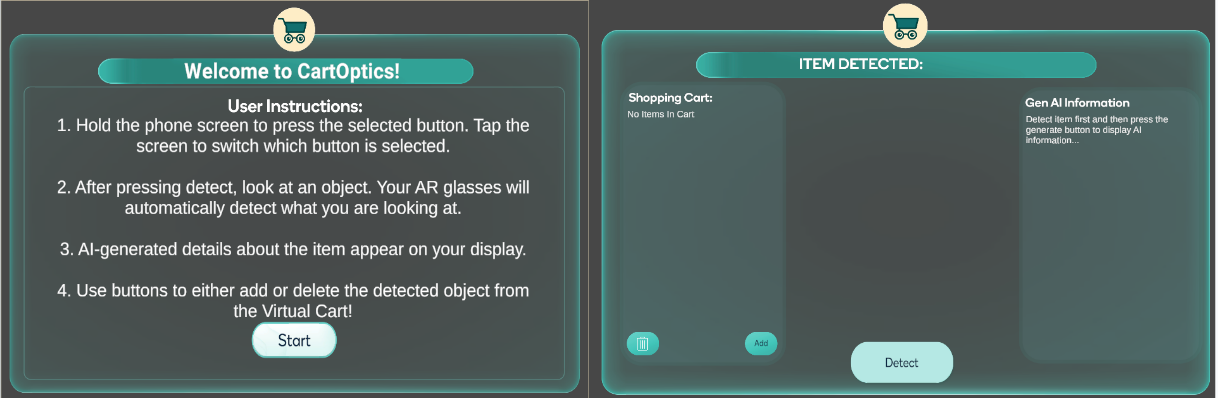 Welcome to CartOptics!
User Instructions:
1. Hold the phone screen to press the selected button. Tap the
screen to switch which button is selected.
2. After pressing detect, look at an object. Your AR glasses will
automatically detect what you are looking at.
3. AI-generated details about the item appear on your display.
4. Use buttons to either add or delete the detected object from
the Virtual Cart!
Start
ITEM DETECTED:
Shopping Cart:
No Items In Cart
Add
Detect
Gen AI Information
Detect item first and then press the
generate button to display AI
information...